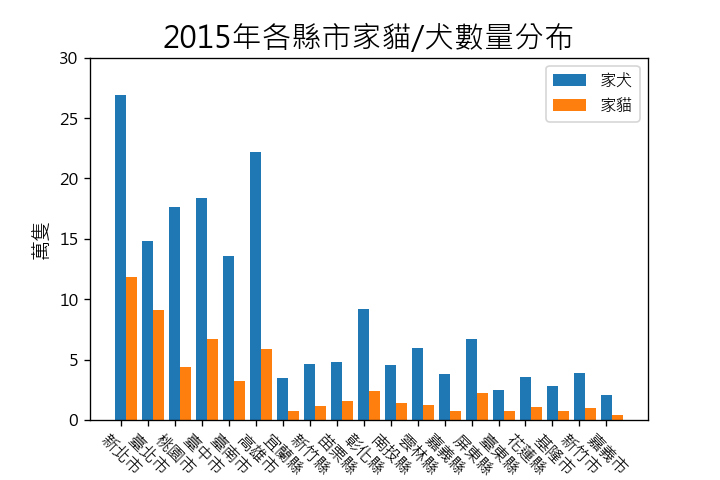 2015年各縣市家貓/犬數量分布
家犬
家貓
萬隻
30
25
20
15
10
5
0
新北市
臺北市
桃園市
臺中市
臺南市
高雄市
宜蘭縣
新竹縣
苗栗縣
彰化縣
南投縣
雲林縣
嘉義縣
屏東縣
臺東縣
花蓮縣
基隆市
新竹市
嘉義市